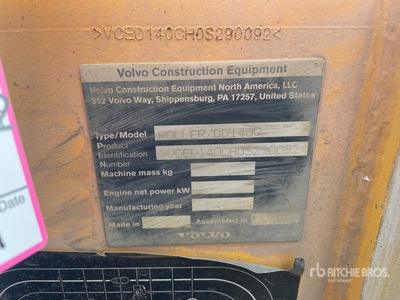 >VCED140CH0S290092<
Volvo Construction Equipment
Volvo Construction Equipment North America, LLC
312 Volvo Way, Shippensburg, PA 17257, United States
Type/Model ROLLER/DD140C
Product
Identification >VCED140CH0S290092<
Number
Machine mass kg
Engine net power kW
Manufacturing year
Made in Assembled in
VOLVO
Date
rb RITCHIE BROS.